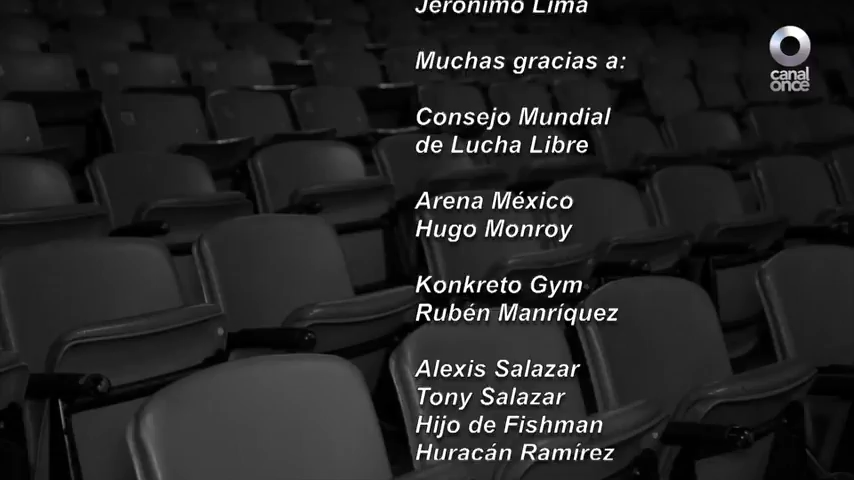 Jerónimo Lima
Muchas gracias a:
Consejo Mundial
de Lucha Libre
Arena México
Hugo Monroy
Konkreto Gym
Rubén Manríquez
Alexis Salazar
Tony Salazar
Hijo de Fishman
Huracán Ramírez
canal
once